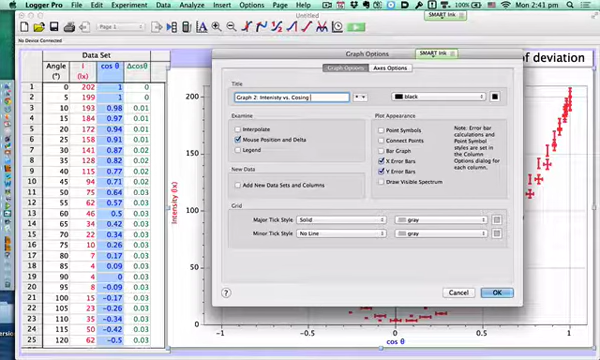 Logger Pro File Edit Experiment Data Analyze Insert Options Page Mon 2:41 pm
SMART Ink
Untitled
Page 1
No Device Connected
Data Set
of deviation
Angle i cos θ Δcosθ
(°) (lx)
1 0 202 1 0
2 5 199 1 0
3 10 193 0.98 0.01
4 15 172 0.97 0.01
5 20 172 0.94 0.01
6 25 158 0.91 0.01
7 30 141 0.87 0.02
8 35 128 0.82 0.02
9 40 115 0.77 0.02
10 45 94 0.71 0.02
11 50 75 0.64 0.03
12 55 62 0.57 0.03
13 60 46 0.5 0.03
14 65 34 0.42 0.03
15 70 22 0.34 0.03
16 75 10 0.26 0.03
17 80 7 0.17 0.03
18 85 4 0.09 0.03
19 90 4 0 0.03
20 95 8 -0.09 0.03
21 100 15 -0.17 0.03
22 105 23 -0.26 0.03
23 110 35 -0.34 0.03
24 115 50 -0.42 0.03
25 120 62 -0.5 0.03
Intensity (lx)
200
150
100
50
0
-1 -0.5 0.0 0.5 1
cos θ
Graph Options
SMART Ink
Graph Options Axes Options
Title
Graph 2: Intenisty vs. Cosing
black
Examine
Interpolate
Mouse Position and Delta
Legend
New Data
Add New Data Sets and Columns
Plot Appearance
Point Symbols
Connect Points
Bar Graph
X Error Bars
Y Error Bars
Draw Visible Spectrum
Note: Error bar
calculations and
Point Symbol
styles are set in
the Column
Options dialog for
each column.
Grid
Major Tick Style: Solid gray
Minor Tick Style: No Line gray
?
Cancel
OK